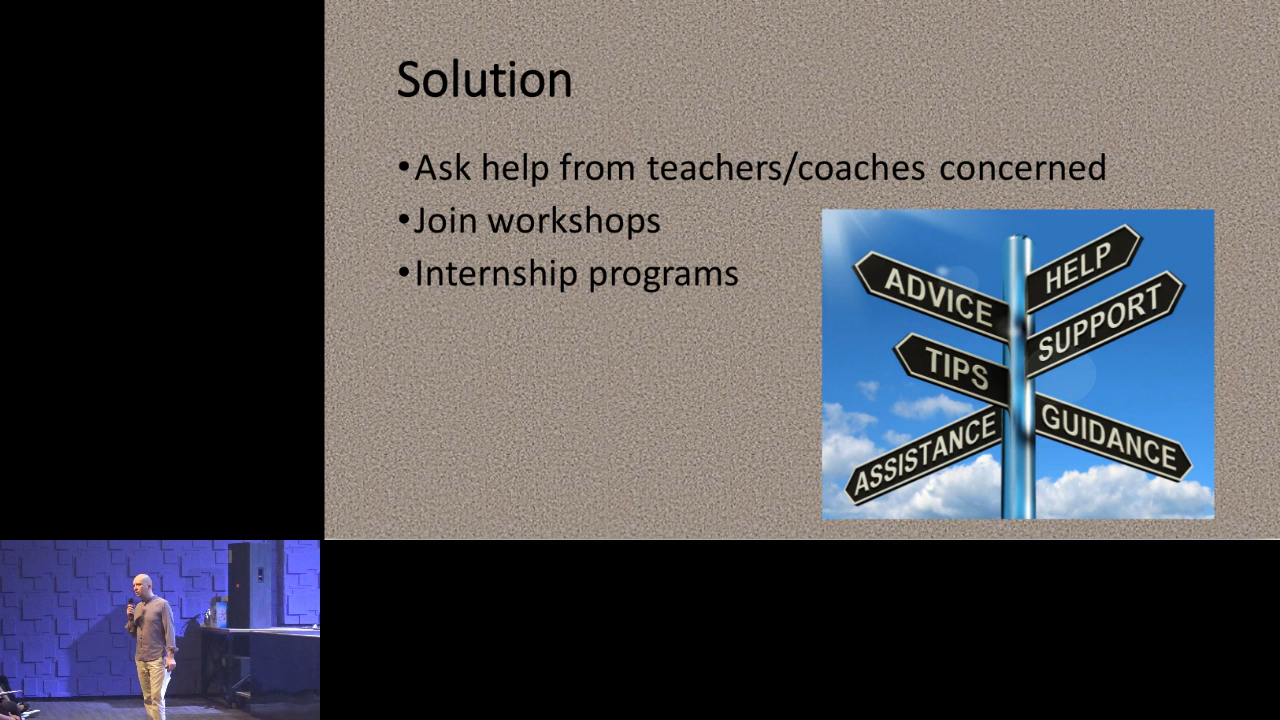 Solution
•Ask help from teachers/coaches concerned
•Join workshops
•Internship programs
ADVICE
HELP
SUPPORT
TIPS
GUIDANCE
ASSISTANCE